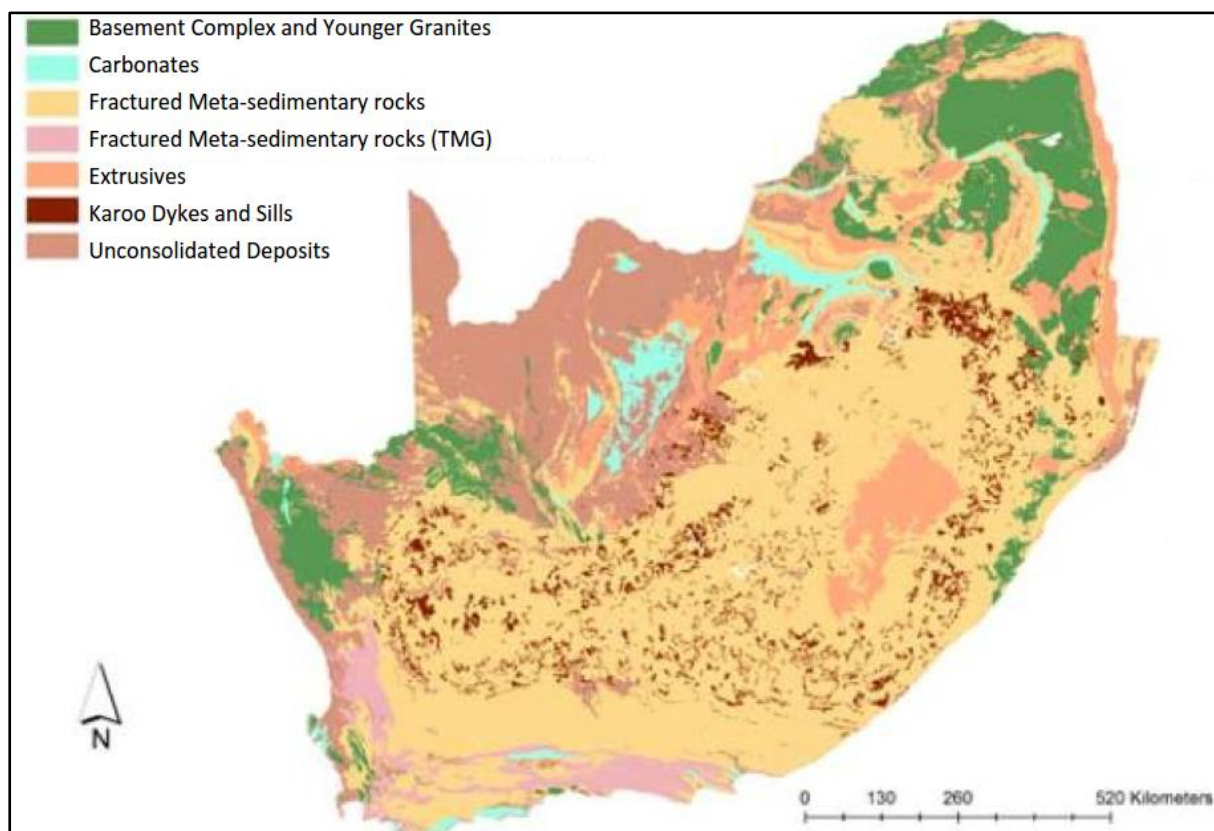 Basement Complex and Younger Granites
Carbonates
Fractured Meta-sedimentary rocks
Fractured Meta-sedimentary rocks (TMG)
Extrusives
Karoo Dykes and Sills
Unconsolidated Deposits
N
0 130 260 520 Kilometers